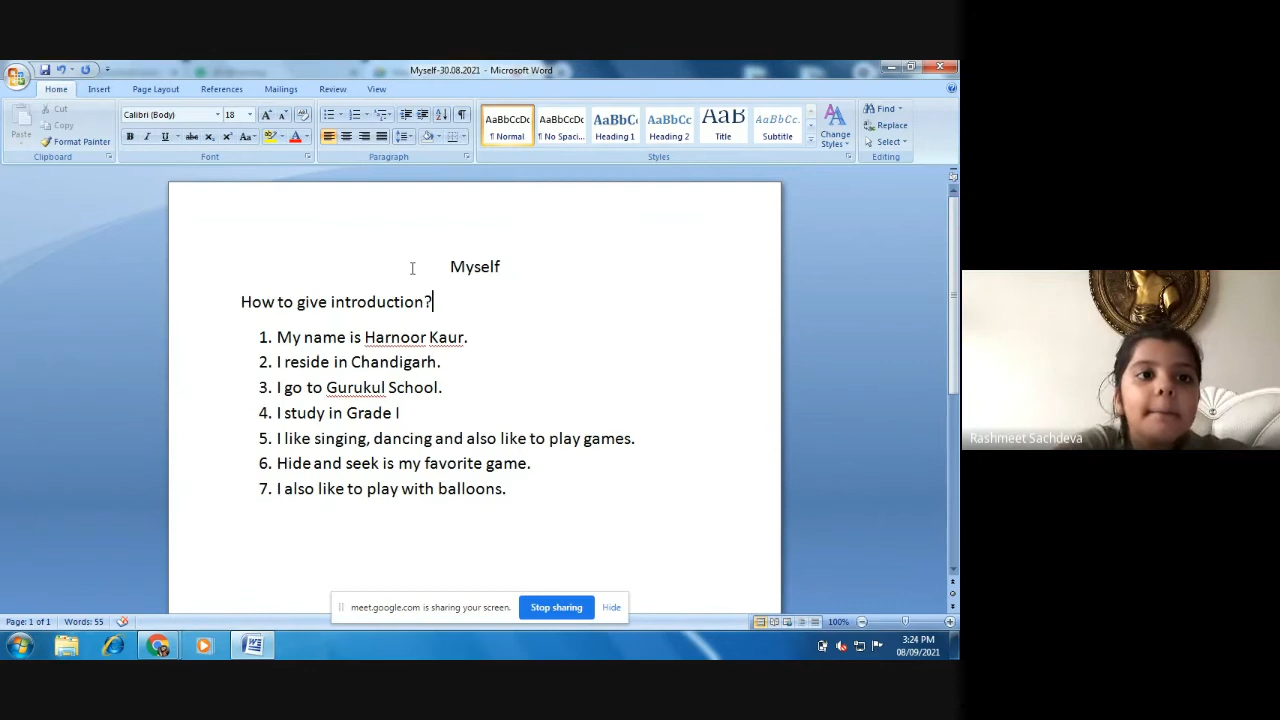 Myself-30.08.2021 - Microsoft Word
Home Insert Page Layout References Mailings Review View
Paste
Cut
Copy
Format Painter
Clipboard
Calibri (Body) 18
Font
Paragraph
AaBbCcDc
¶ Normal
AaBbCcDc
¶ No Spaci...
AaBbC
Heading 1
AaBbCc
Heading 2
AaB
Title
AaBbCc.
Subtitle
Change
Styles
Styles
Find
Replace
Select
Editing
Myself
How to give introduction?
1. My name is Harnoor Kaur.
2. I reside in Chandigarh.
3. I go to Gurukul School.
4. I study in Grade I
5. I like singing, dancing and also like to play games.
6. Hide and seek is my favorite game.
7. I also like to play with balloons.
meet.google.com is sharing your screen. Stop sharing Hide
Page: 1 of 1 Words: 55 100%
3:24 PM
08/09/2021
Rashmeet Sachdeva